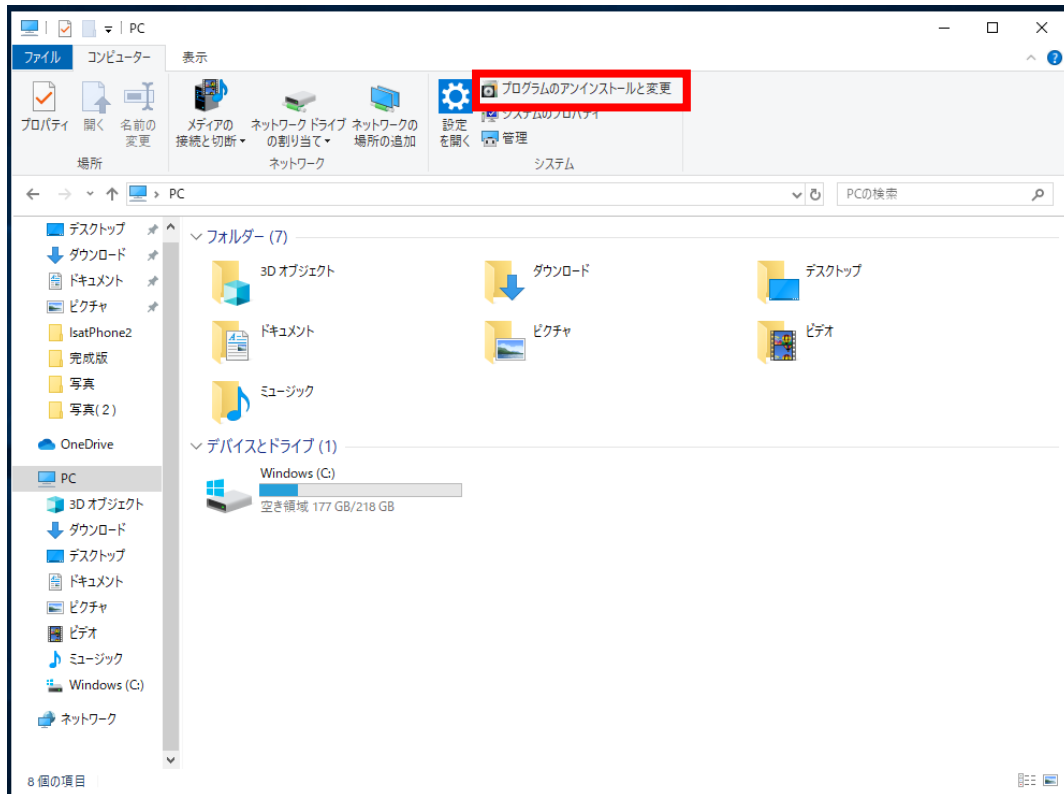 PC
ファイル
コンピューター
表示
プロパティ
開く
名前の
変更
場所
メディアの
接続と切断
ネットワーク ドライブ
の割り当て
ネットワークの
場所の追加
ネットワーク
設定
を開く
プログラムのアンインストールと変更
システムのプロパティ
管理
システム
PC
PCの検索
デスクトップ
ダウンロード
ドキュメント
ピクチャ
IsatPhone2
完成版
写真
写真(2)
OneDrive
PC
3D オブジェクト
ダウンロード
デスクトップ
ドキュメント
ピクチャ
ビデオ
ミュージック
Windows (C:)
ネットワーク
フォルダー (7)
3D オブジェクト
ダウンロード
デスクトップ
ドキュメント
ピクチャ
ビデオ
ミュージック
デバイスとドライブ (1)
Windows (C:)
空き領域 177 GB/218 GB
8 個の項目